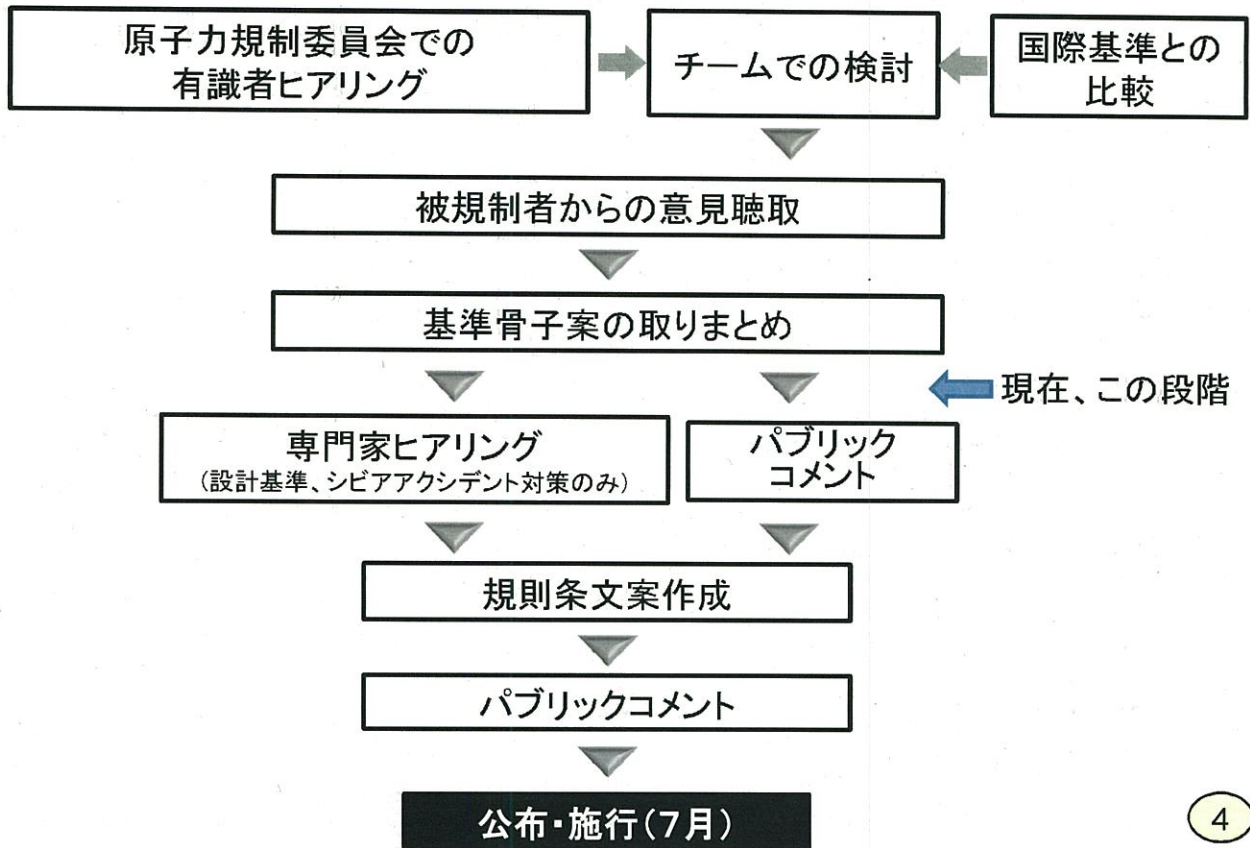 原子力規制委員会での
有識者ヒアリング
チームでの検討
国際基準との
比較
被規制者からの意見聴取
基準骨子案の取りまとめ
現在、この段階
専門家ヒアリング
(設計基準、シビアアクシデント対策のみ)
パブリック
コメント
規則条文案作成
パブリックコメント
公布・施行(7月)
4